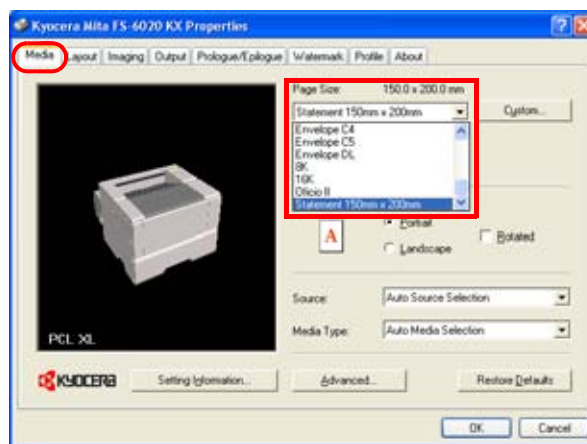 Kyocera Mita FS-6020 KX Properties
Media Layout Imaging Output Prologue/Epilogue Watermark Profile About
Page Size: 150.0 x 200.0 mm
Statement 150mm x 200mm Custom...
Envelope C4
Envelope C5
Envelope DL
8K
16K
Oficio II
Statement 150mm x 200mm
Portrait
A
Rotated
Landscape
Source: Auto Source Selection
PCL XL
Media Type: Auto Media Selection
KYOCERA Setting Information... Advanced... Restore Defaults
OK Cancel